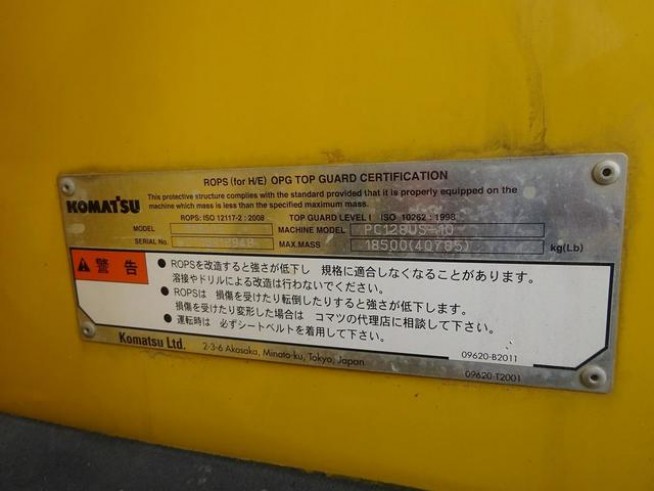 ROPS (for H/E) OPG TOP GUARD CERTIFICATION
KOMATSU
This protective structure complies with the standard provided that it is properly equipped on the
machine which mass is less than the specified maximum mass.
ROPS: ISO 12117-2 : 2008 TOP GUARD LEVEL I ISO 10262 : 1998
MODEL MACHINE MODEL PC128US-10
SERIAL No. MAX.MASS 18500(40795) kg(Lb)
警告
● ROPSを改造すると強さが低下し 規格に適合しなくなることがあります。
溶接やドリルによる改造は行わないでください。
● ROPSは 損傷を受けたり転倒したりすると強さが低下します。
損傷を受けたり変形した場合は コマツの代理店に相談して下さい。
● 運転時は 必ずシートベルトを着用して下さい。
09620-B2011
Komatsu Ltd. 2-3-6 Akasaka, Minato-ku, Tokyo, Japan
09620-T2001